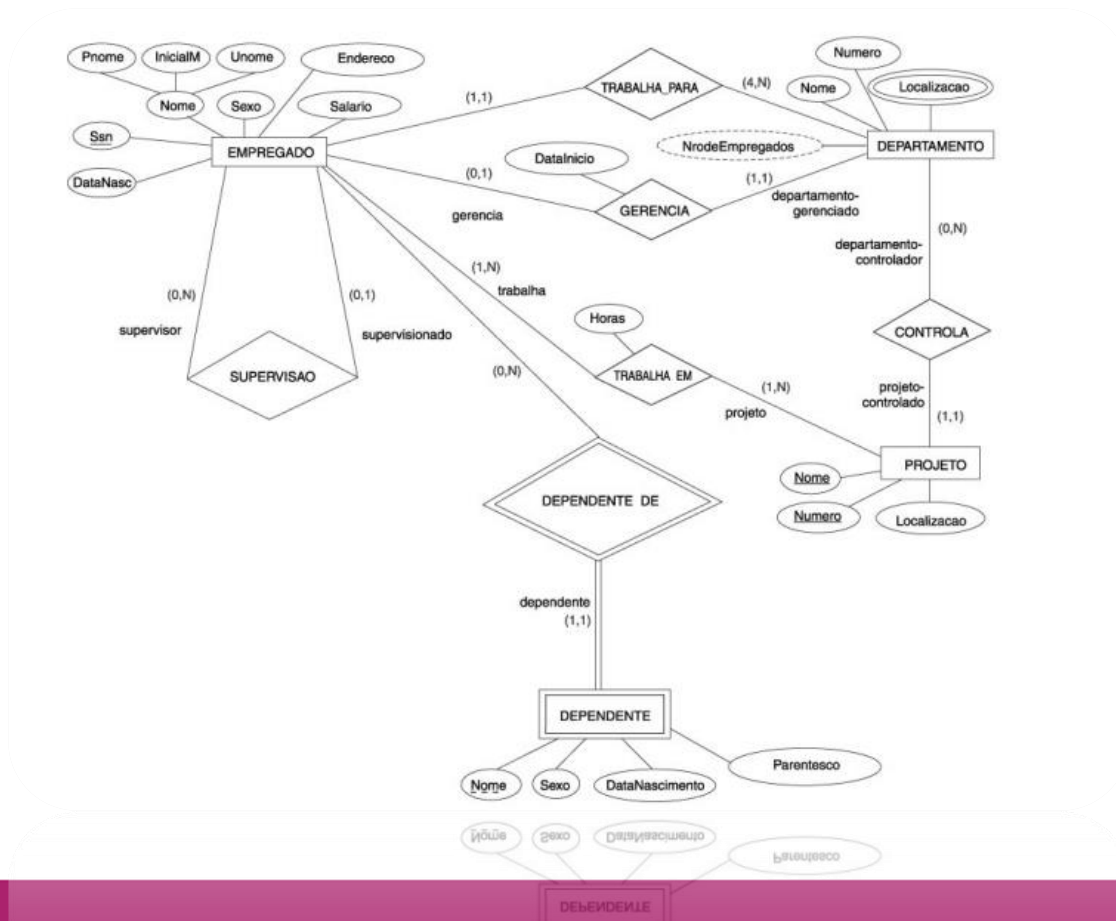 Pnome
InicialM
Unome
Endereco
Nome
Sexo
Salario
Ssn
EMPREGADO
DataNasc
(1,1)
TRABALHA_PARA
(4,N)
Numero
Nome
Localizacao
NrodeEmpregados
DEPARTAMENTO
DataInicio
(0,1)
gerencia
GERENCIA
(1,1)
departamento-
gerenciado
(0,N)
departamento-
controlador
(0,N)
supervisor
(0,1)
supervisionado
SUPERVISAO
(1,N)
trabalha
(0,N)
Horas
TRABALHA EM
(1,N)
projeto
CONTROLA
projeto-
controlado
(1,1)
PROJETO
Nome
Numero
Localizacao
DEPENDENTE DE
dependente
(1,1)
DEPENDENTE
Nome
Sexo
DataNascimento
Parentesco